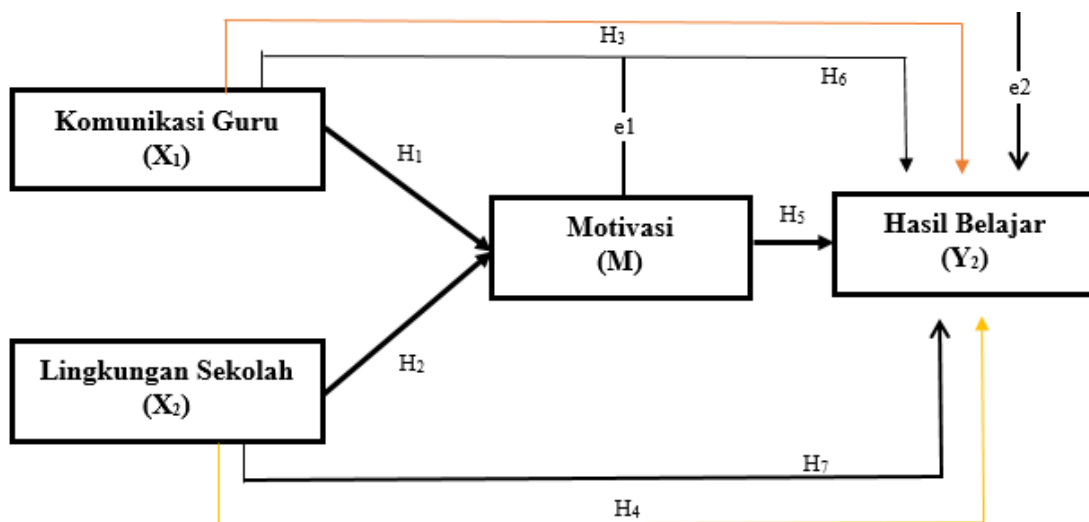 H₃
H₆
e2
Komunikasi Guru
(X₁)
e1
H₁
Motivasi
(M)
H₅
Hasil Belajar
(Y₂)
Lingkungan Sekolah
(X₂)
H₂
H₇
H₄